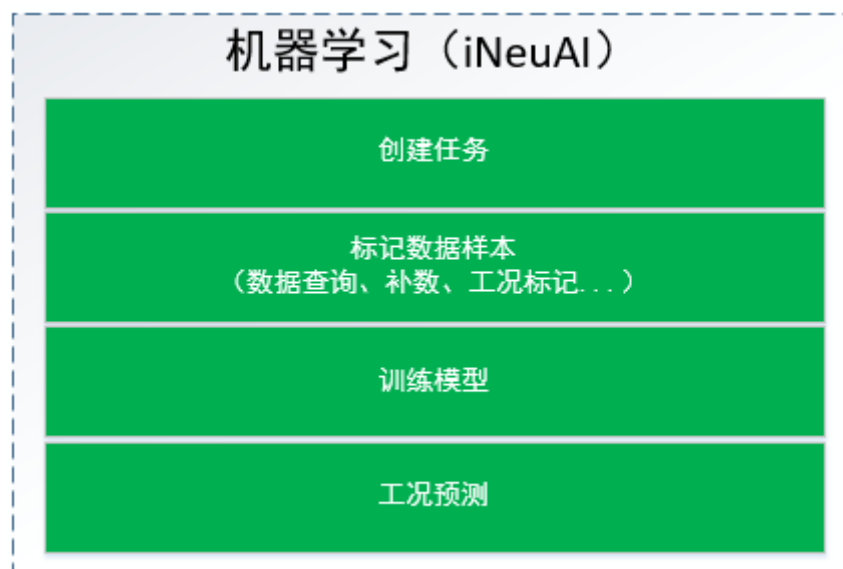 机器学习（iNeuAI）
创建任务
标记数据样本
（数据查询、补数、工况标记...）
训练模型
工况预测